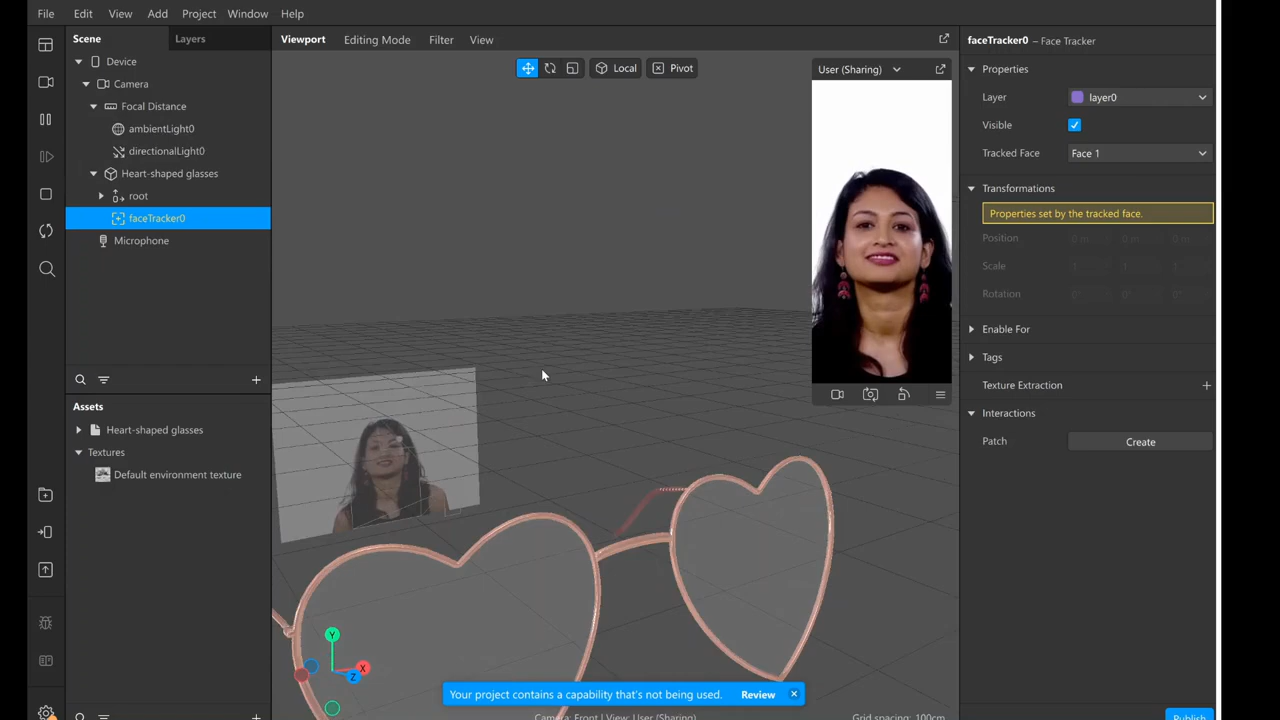 File Edit View Add Project Window Help
Scene Layers
Device
Camera
Focal Distance
ambientLight0
directionalLight0
Heart-shaped glasses
root
faceTracker0
Microphone
Assets
Heart-shaped glasses
Textures
Default environment texture
Viewport Editing Mode Filter View
Local Pivot
User (Sharing)
Y
X
Z
Your project contains a capability that's not being used. Review
Camera: Front | View: User (Sharing) Grid spacing: 100cm
faceTracker0 – Face Tracker
Properties
Layer layer0
Visible
Tracked Face Face 1
Transformations
Properties set by the tracked face.
Position
Scale
Rotation
Enable For
Tags
Texture Extraction
Interactions
Patch Create
Publish